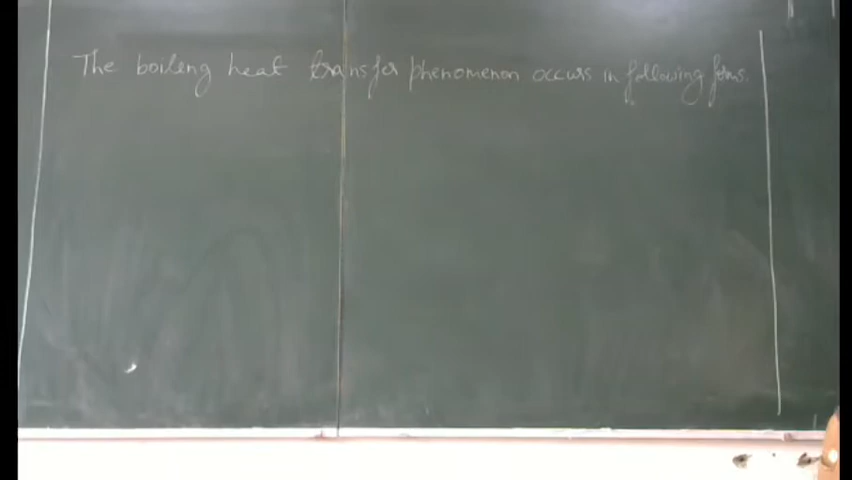 The boiling heat transfer phenomenon occurs in following forms.